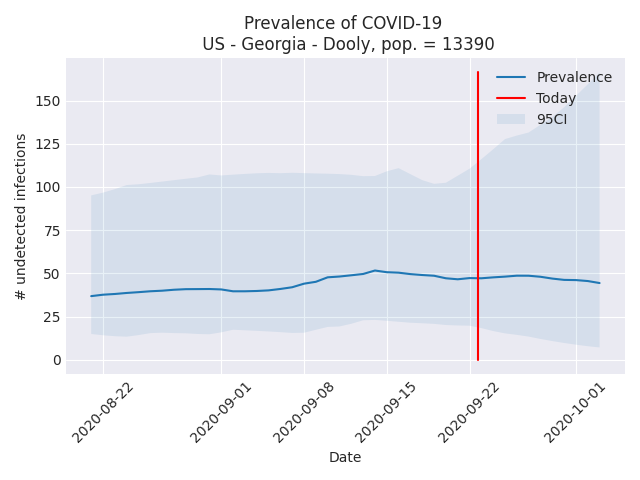 Prevalence of COVID-19
US - Georgia - Dooly, pop. = 13390
Prevalence
Today
95CI
150
125
100
75
50
25
0
# undetected infections
2020-08-22
2020-09-01
2020-09-08
2020-09-15
2020-09-22
2020-10-01
Date